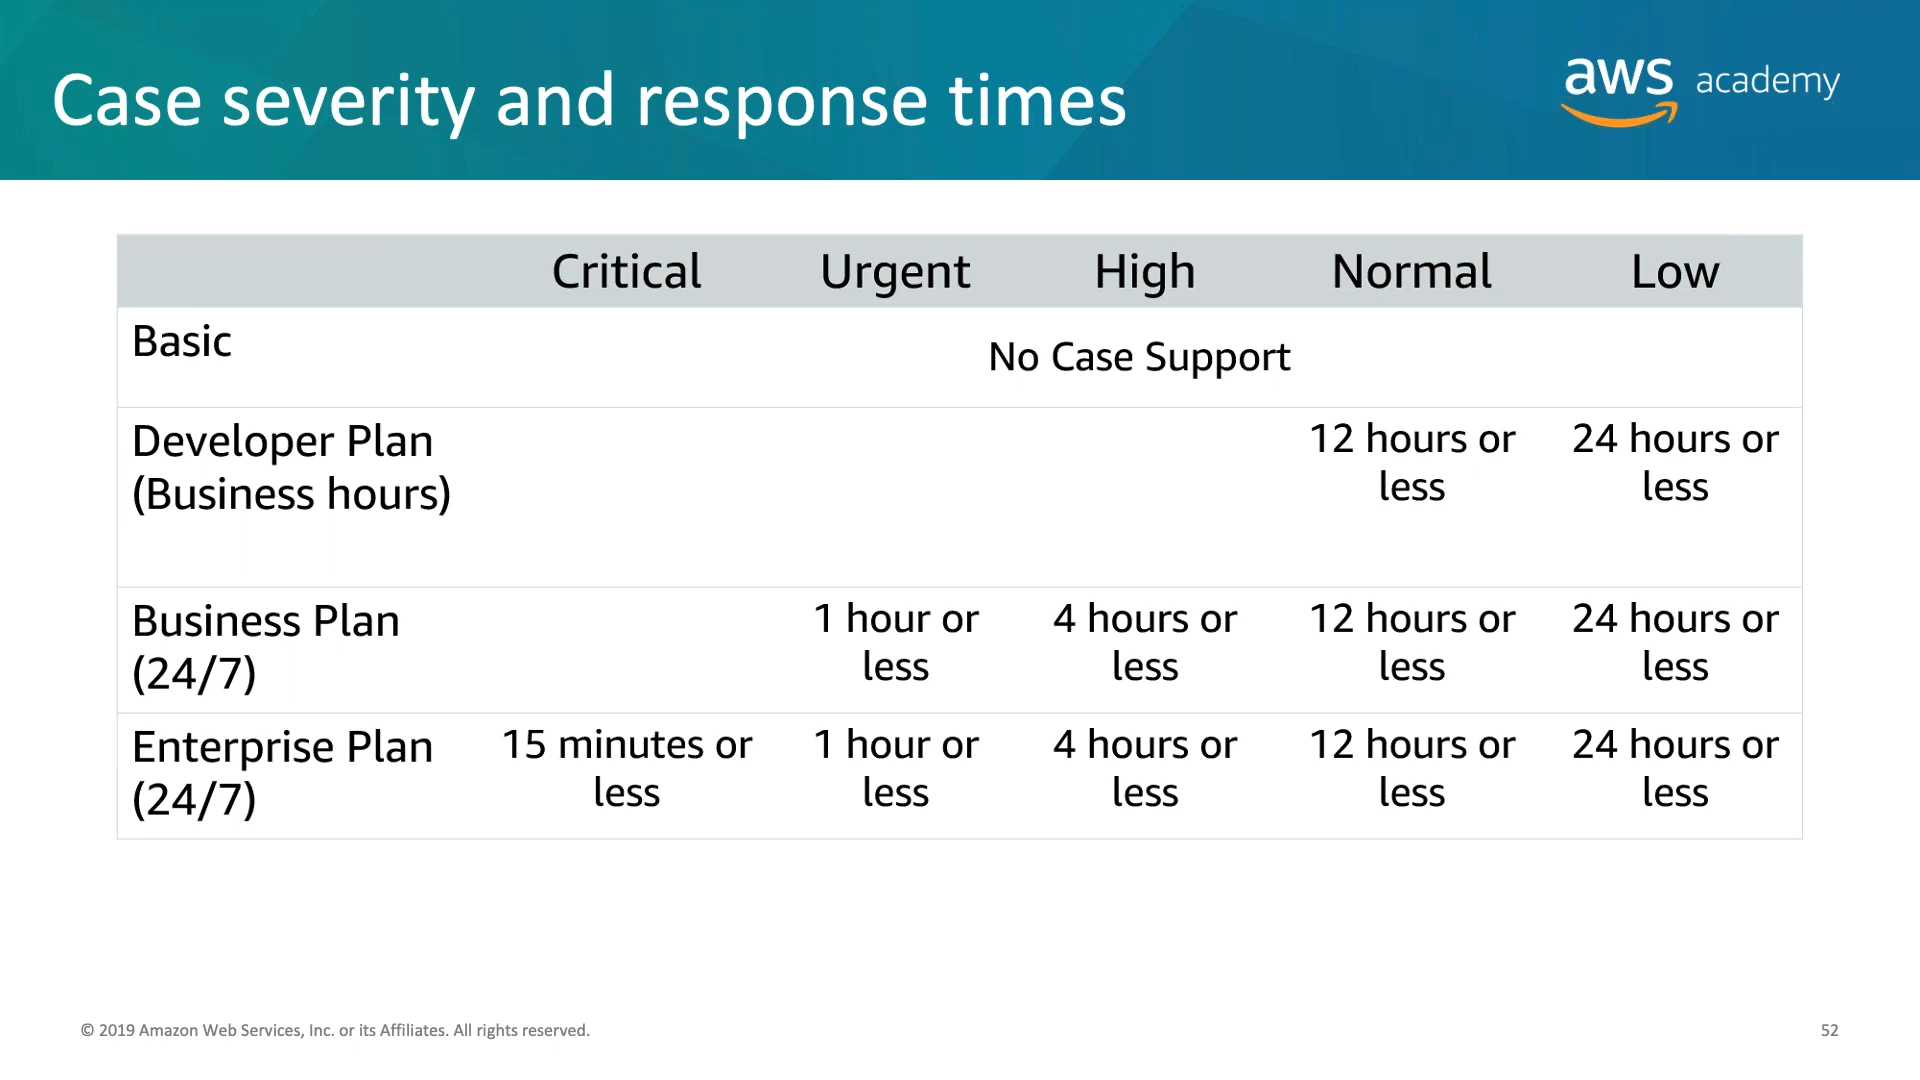 Case severity and response times
aws academy
Critical Urgent High Normal Low
Basic
No Case Support
Developer Plan
(Business hours)
12 hours or
less
24 hours or
less
Business Plan
(24/7)
1 hour or
less
4 hours or
less
12 hours or
less
24 hours or
less
Enterprise Plan
(24/7)
15 minutes or
less
1 hour or
less
4 hours or
less
12 hours or
less
24 hours or
less
© 2019 Amazon Web Services, Inc. or its Affiliates. All rights reserved.
52